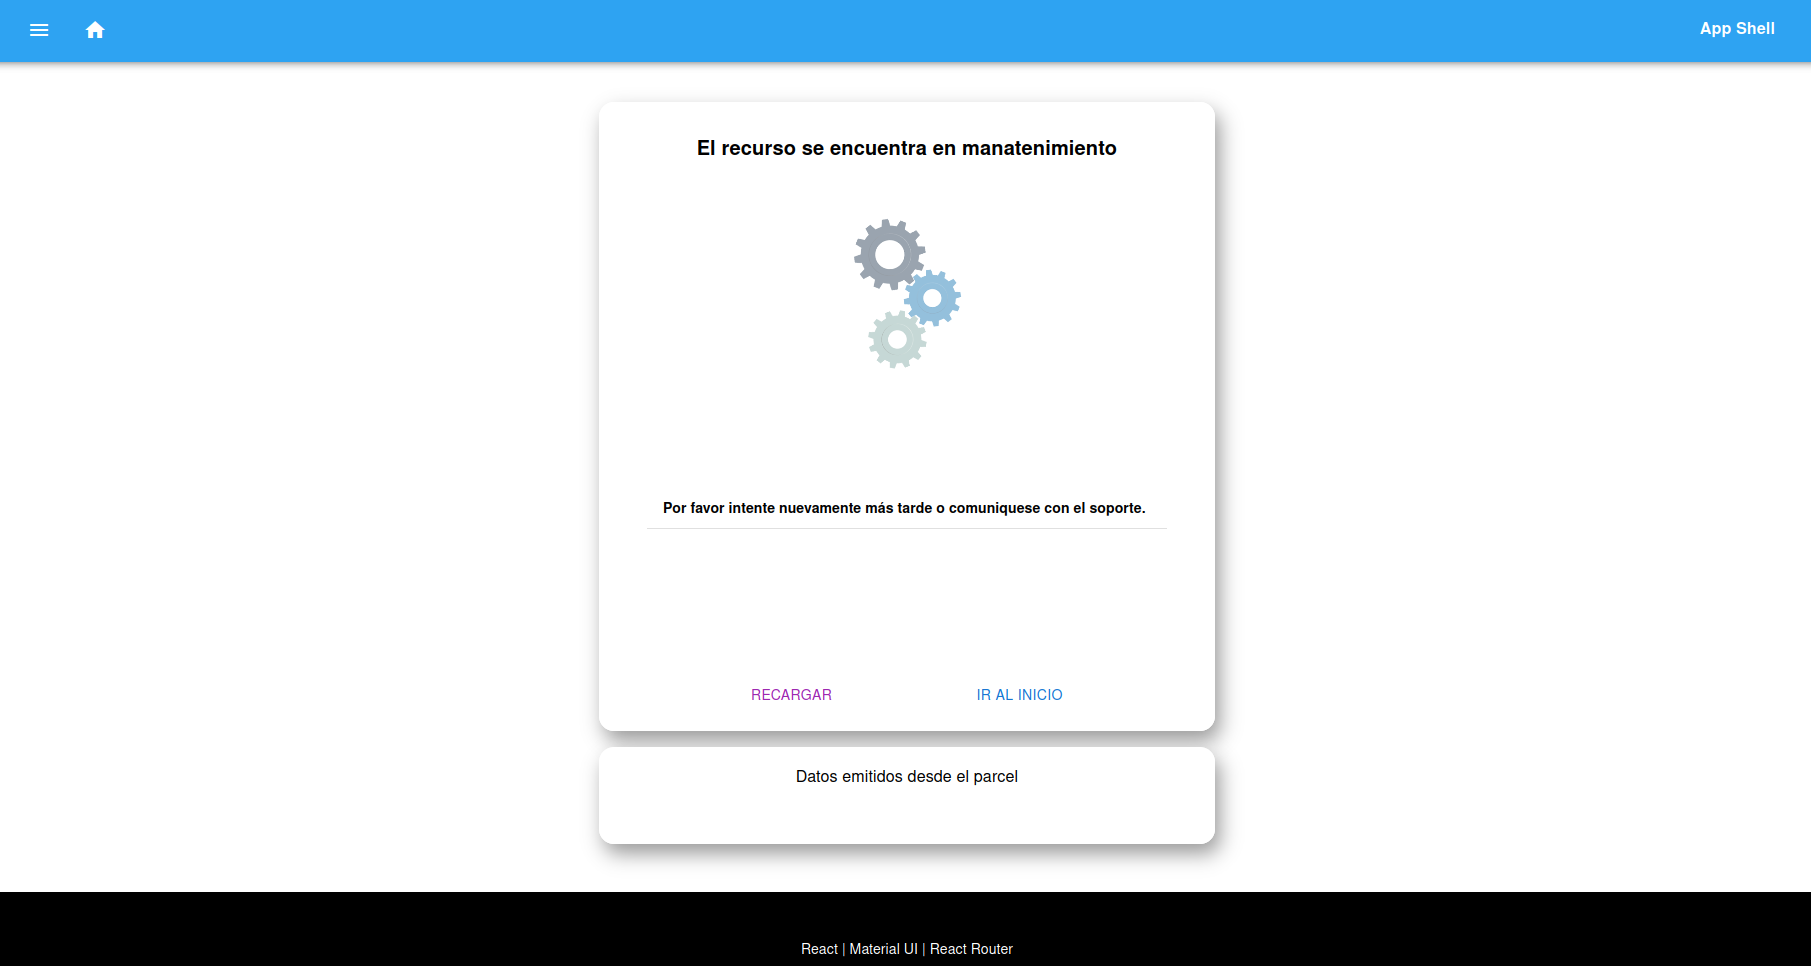 App Shell
El recurso se encuentra en manatenimiento
Por favor intente nuevamente más tarde o comuniquese con el soporte.
RECARGAR
IR AL INICIO
Datos emitidos desde el parcel
React | Material UI | React Router